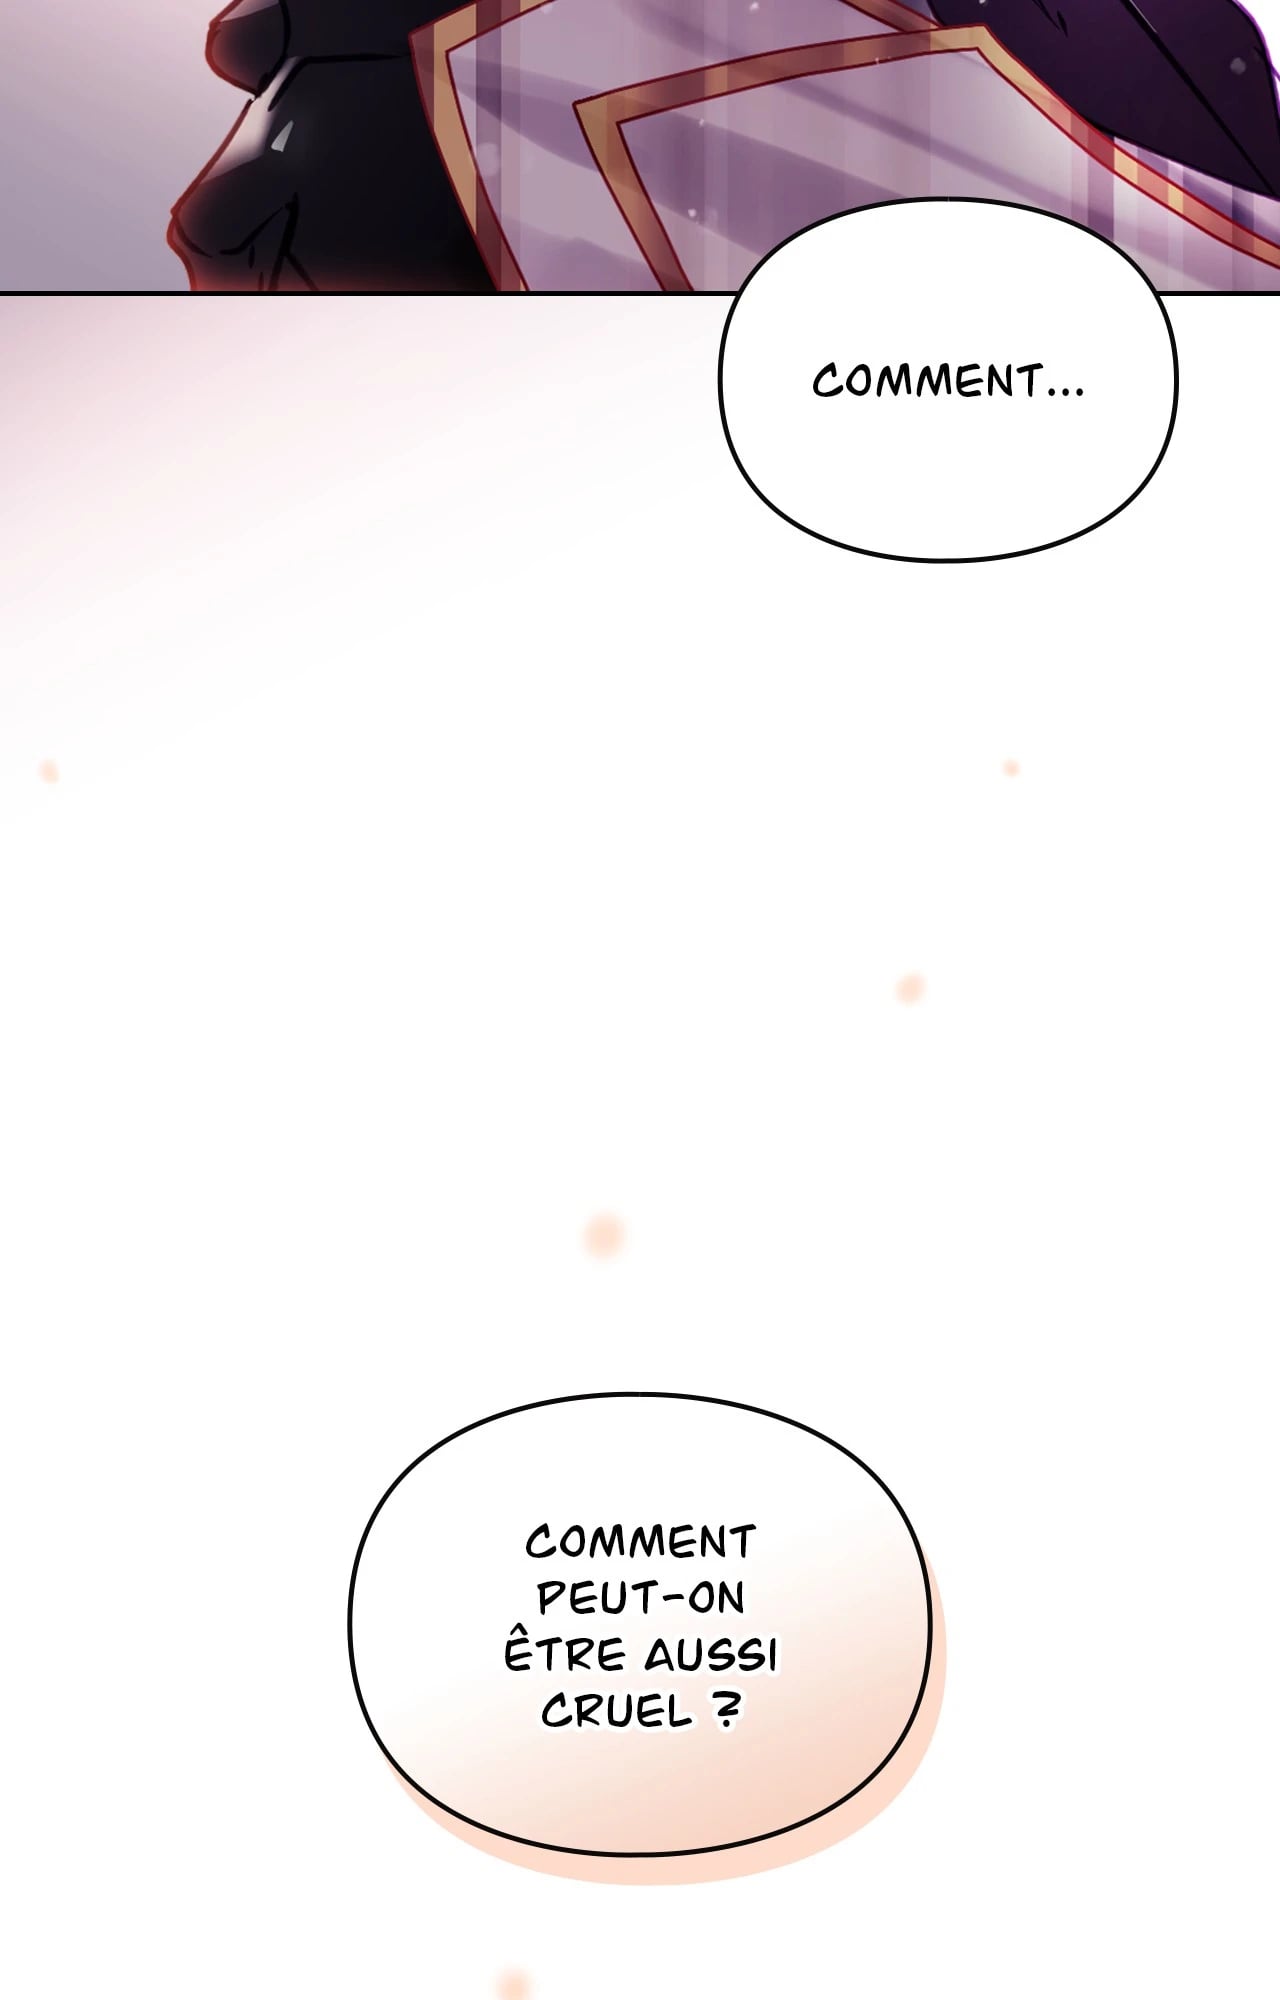 COMMENT...
COMMENT
PEUT-ON
ÊTRE AUSSI
CRUEL ?